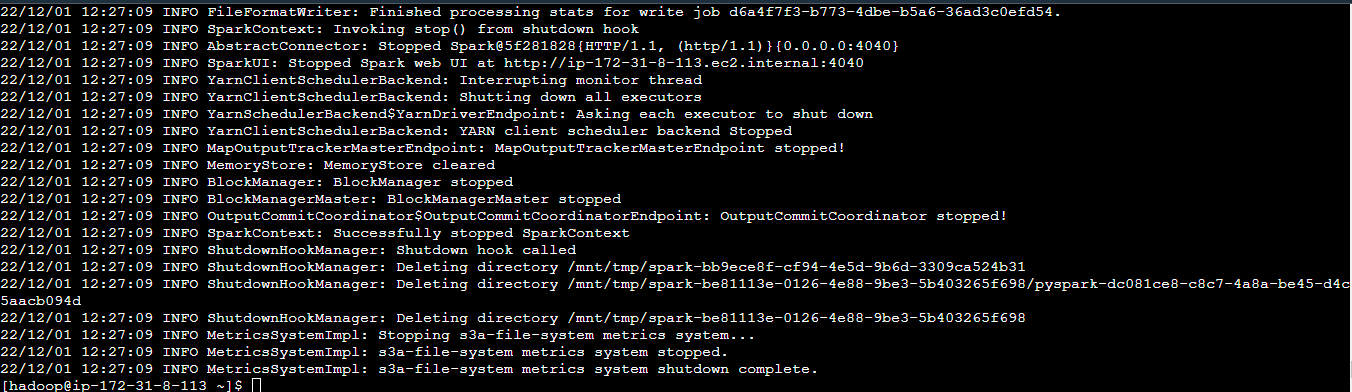 22/12/01 12:27:09 INFO FileFormatWriter: Finished processing stats for write job d6a4f7f3-b773-4dbe-b5a6-36ad3c0efd54.
22/12/01 12:27:09 INFO SparkContext: Invoking stop() from shutdown hook
22/12/01 12:27:09 INFO AbstractConnector: Stopped Spark@5f281828{HTTP/1.1, (http/1.1)}{0.0.0.0:4040}
22/12/01 12:27:09 INFO SparkUI: Stopped Spark web UI at http://ip-172-31-8-113.ec2.internal:4040
22/12/01 12:27:09 INFO YarnClientSchedulerBackend: Interrupting monitor thread
22/12/01 12:27:09 INFO YarnClientSchedulerBackend: Shutting down all executors
22/12/01 12:27:09 INFO YarnSchedulerBackend$YarnDriverEndpoint: Asking each executor to shut down
22/12/01 12:27:09 INFO YarnClientSchedulerBackend: YARN client scheduler backend Stopped
22/12/01 12:27:09 INFO MapOutputTrackerMasterEndpoint: MapOutputTrackerMasterEndpoint stopped!
22/12/01 12:27:09 INFO MemoryStore: MemoryStore cleared
22/12/01 12:27:09 INFO BlockManager: BlockManager stopped
22/12/01 12:27:09 INFO BlockManagerMaster: BlockManagerMaster stopped
22/12/01 12:27:09 INFO OutputCommitCoordinator$OutputCommitCoordinatorEndpoint: OutputCommitCoordinator stopped!
22/12/01 12:27:09 INFO SparkContext: Successfully stopped SparkContext
22/12/01 12:27:09 INFO ShutdownHookManager: Shutdown hook called
22/12/01 12:27:09 INFO ShutdownHookManager: Deleting directory /mnt/tmp/spark-bb9ece8f-cf94-4e5d-9b6d-3309ca524b31
22/12/01 12:27:09 INFO ShutdownHookManager: Deleting directory /mnt/tmp/spark-be81113e-0126-4e88-9be3-5b403265f698/pyspark-dc081ce8-c8c7-4a8a-be45-d4c
5aacb094d
22/12/01 12:27:09 INFO ShutdownHookManager: Deleting directory /mnt/tmp/spark-be81113e-0126-4e88-9be3-5b403265f698
22/12/01 12:27:09 INFO MetricsSystemImpl: Stopping s3a-file-system metrics system...
22/12/01 12:27:09 INFO MetricsSystemImpl: s3a-file-system metrics system stopped.
22/12/01 12:27:09 INFO MetricsSystemImpl: s3a-file-system metrics system shutdown complete.
[hadoop@ip-172-31-8-113 ~]$